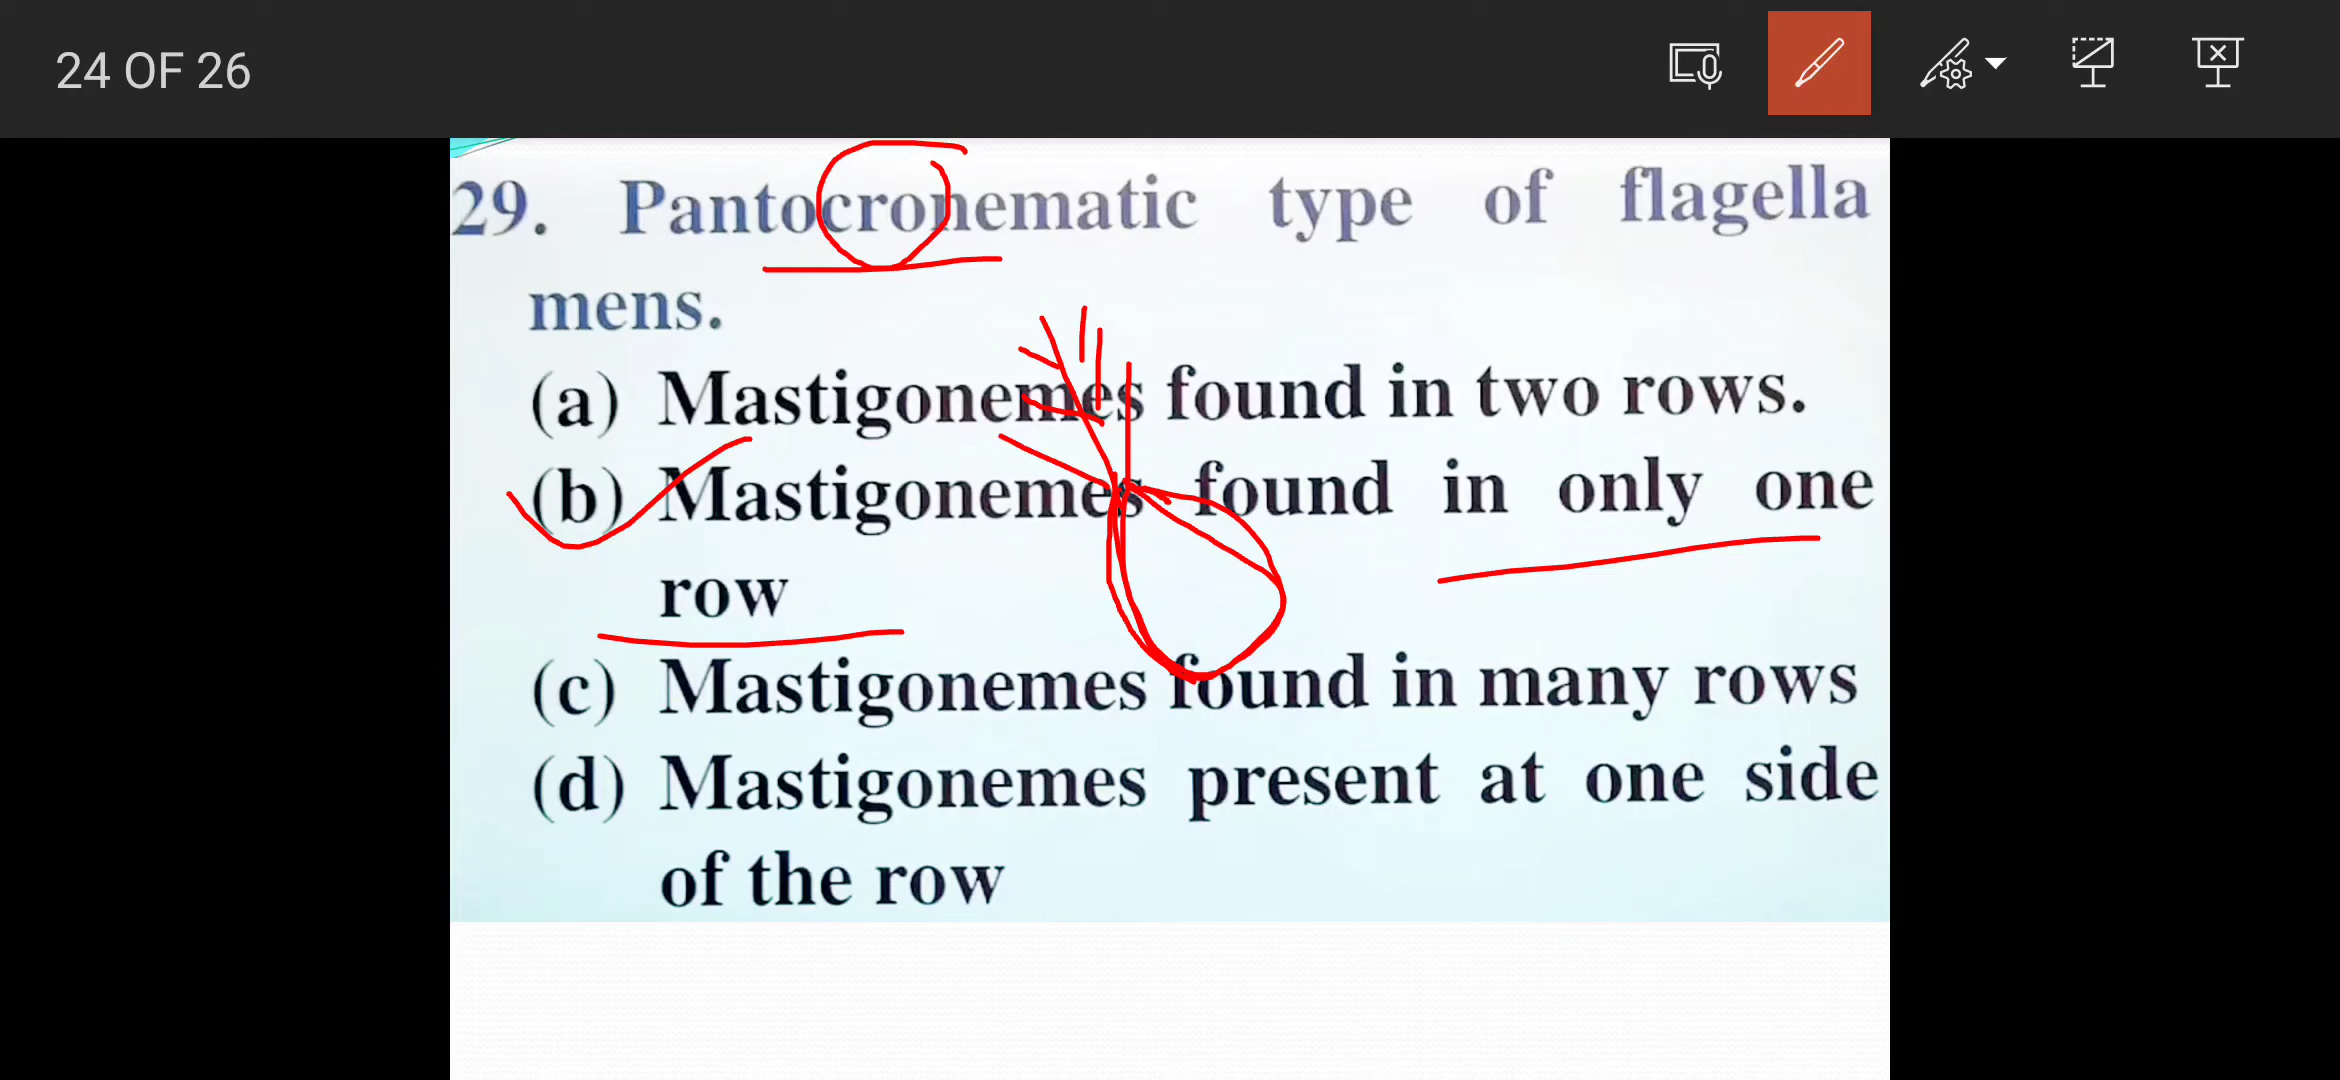 24 OF 26
29. Pantocronematic type of flagella
mens.
(a) Mastigonemes found in two rows.
(b) Mastigonemes found in only one
row
(c) Mastigonemes found in many rows
(d) Mastigonemes present at one side
of the row